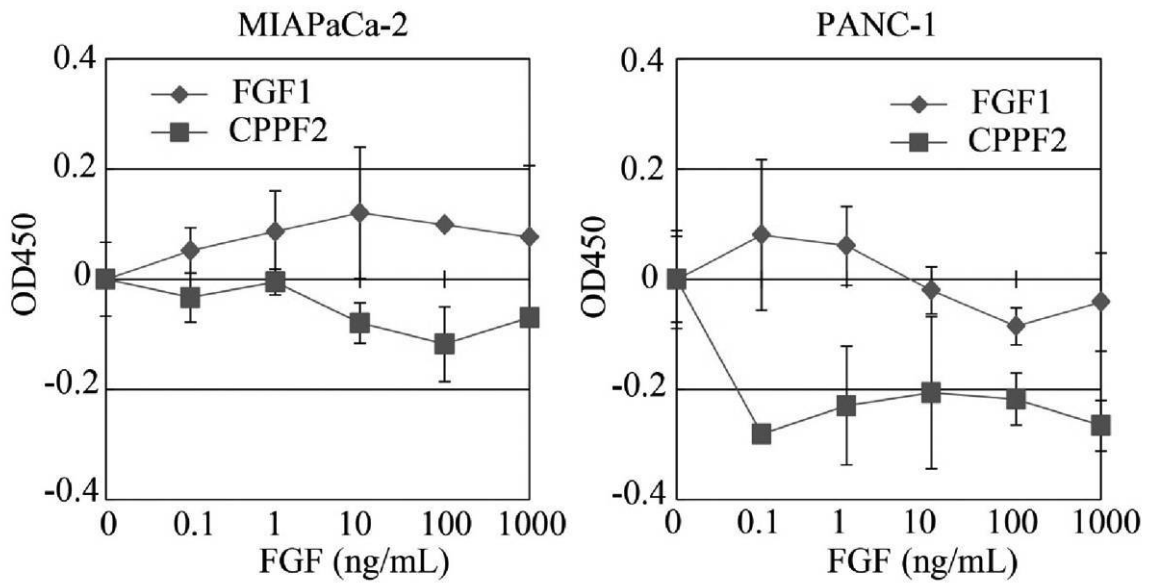 MIAPaCa-2
0.4
FGF1
CPPF2
0.2
OD450
0
-0.2
-0.4
0 0.1 1 10 100 1000
FGF (ng/mL)
PANC-1
0.4
FGF1
CPPF2
0.2
OD450
0
-0.2
-0.4
0 0.1 1 10 100 1000
FGF (ng/mL)